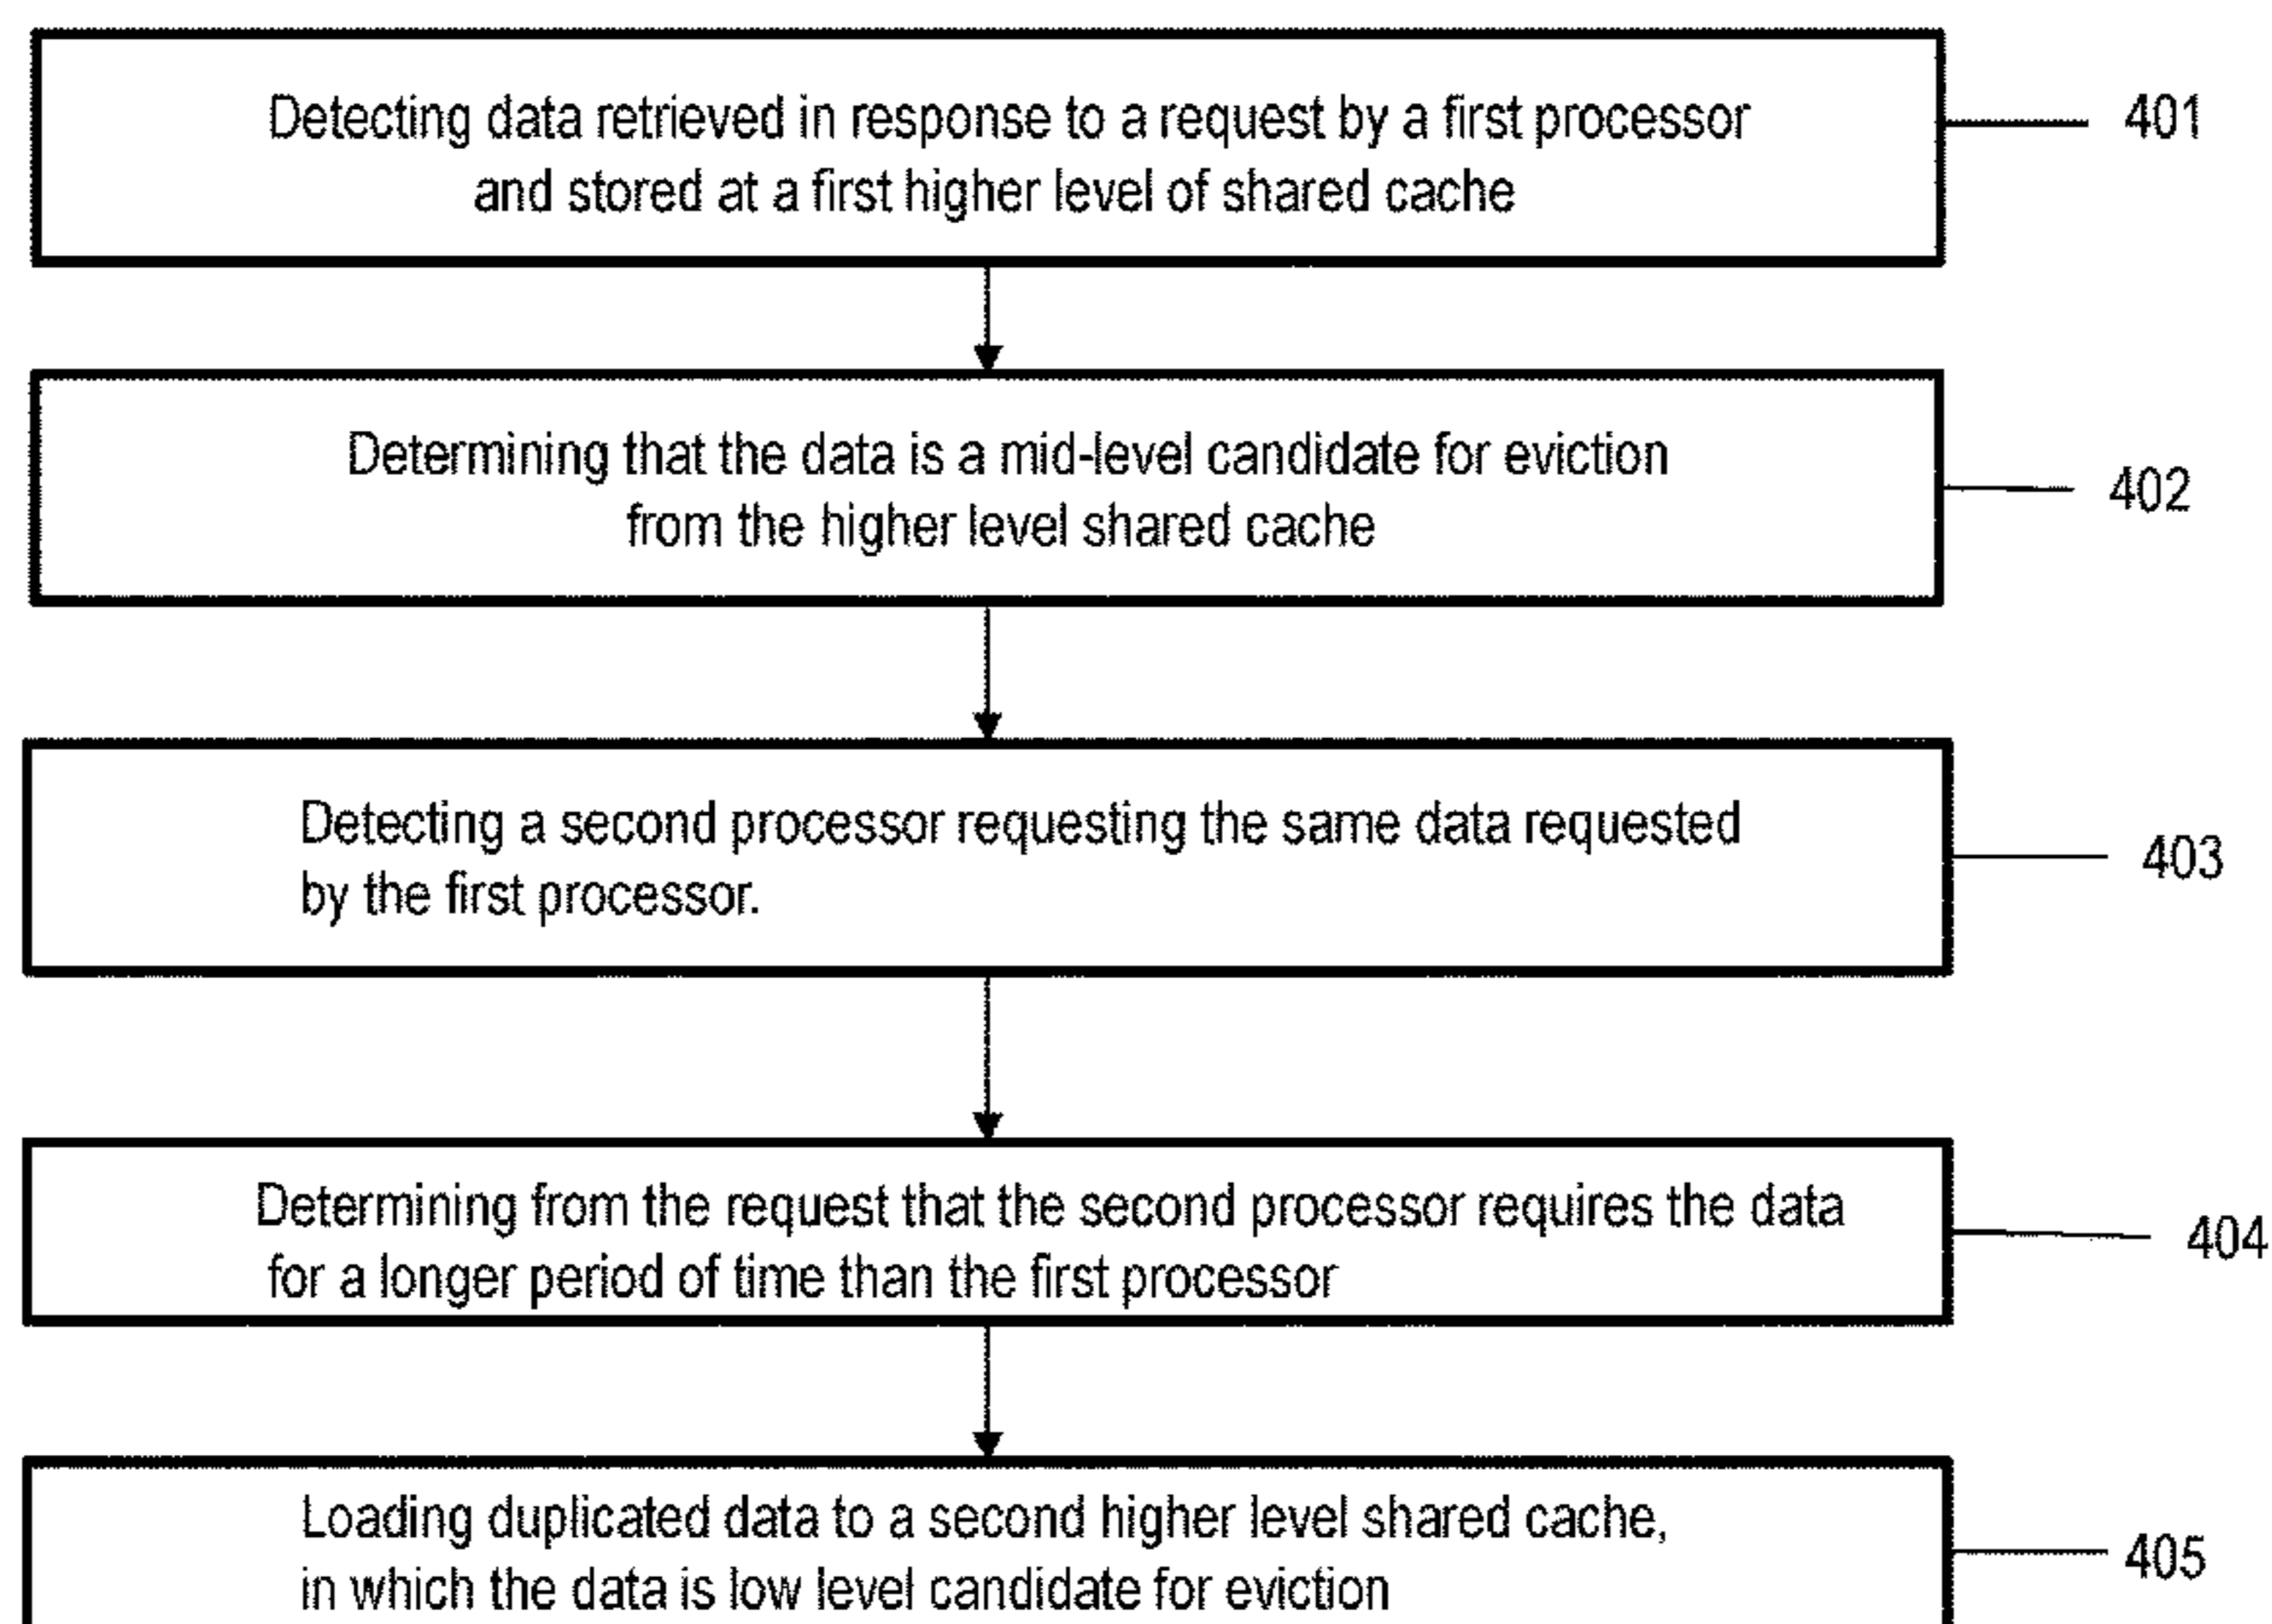 Detecting data retrieved in response to a request by a first processor
and stored at a first higher level of shared cache
401
Determining that the data is a mid-level candidate for eviction
from the higher level shared cache
402
Detecting a second processor requesting the same data requested
by the first processor.
403
Determining from the request that the second processor requires the data
for a longer period of time than the first processor
404
Loading duplicated data to a second higher level shared cache,
in which the data is low level candidate for eviction
405